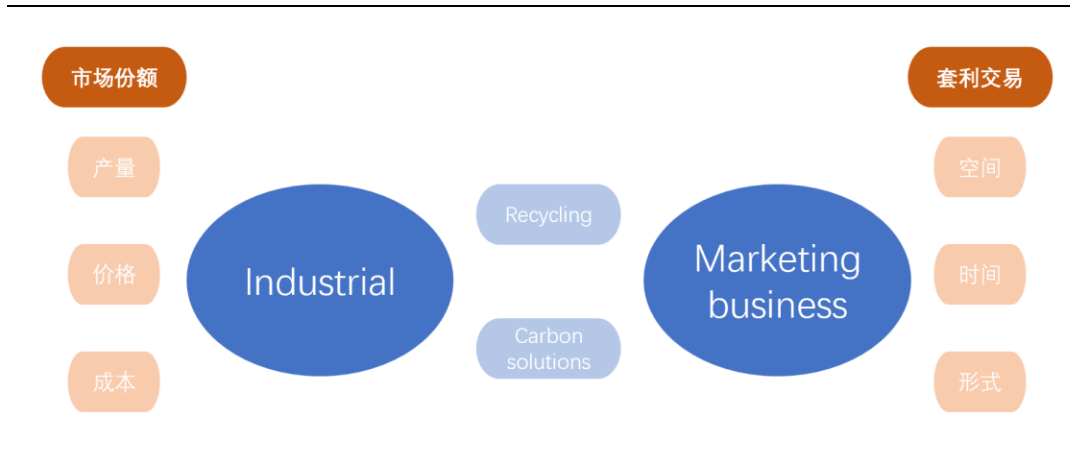 市场份额
产量
价格
成本
Industrial
Recycling
Carbon
solutions
Marketing
business
套利交易
空间
时间
形式